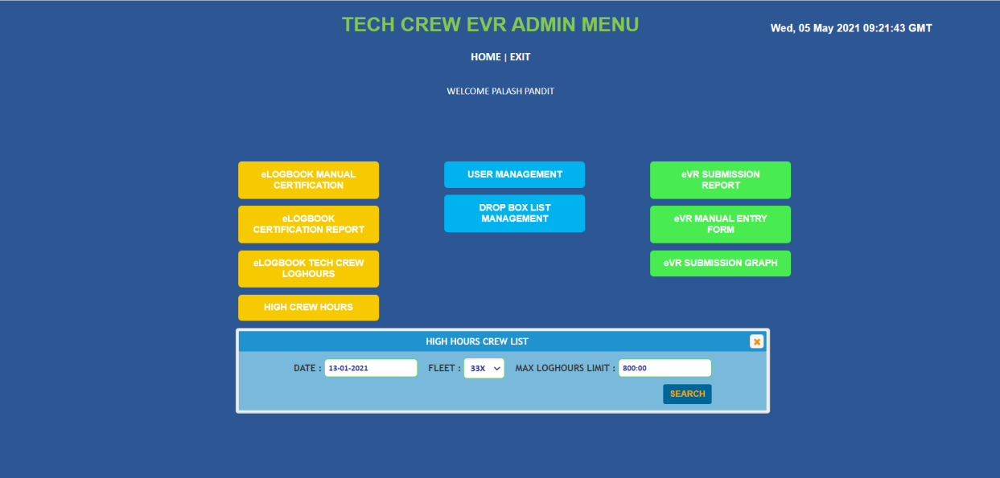 TECH CREW EVR ADMIN MENU
Wed, 05 May 2021 09:21:43 GMT
HOME | EXIT
WELCOME PALASH PANDIT
eLOGBOOK MANUAL
CERTIFICATION
eLOGBOOK
CERTIFICATION REPORT
eLOGBOOK TECH CREW
LOGHOURS
HIGH CREW HOURS
USER MANAGEMENT
DROP BOX LIST
MANAGEMENT
eVR SUBMISSION
REPORT
eVR MANUAL ENTRY
FORM
eVR SUBMISSION GRAPH
HIGH HOURS CREW LIST
DATE : 13-01-2021 FLEET : 33X MAX LOGHOURS LIMIT : 800:00
SEARCH